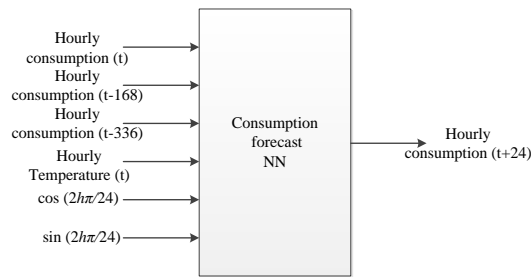 Hourly
consumption (t)
Hourly
consumption (t-168)
Hourly
consumption (t-336)
Hourly
Temperature (t)
cos (2hπ/24)
sin (2hπ/24)
Consumption
forecast
NN
Hourly
consumption (t+24)